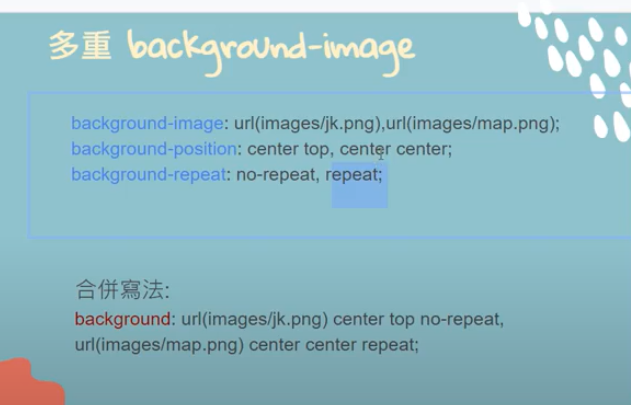 多重 background-image
background-image: url(images/jk.png),url(images/map.png);
background-position: center top, center center;
background-repeat: no-repeat, repeat;
合併寫法:
background: url(images/jk.png) center top no-repeat,
url(images/map.png) center center repeat;